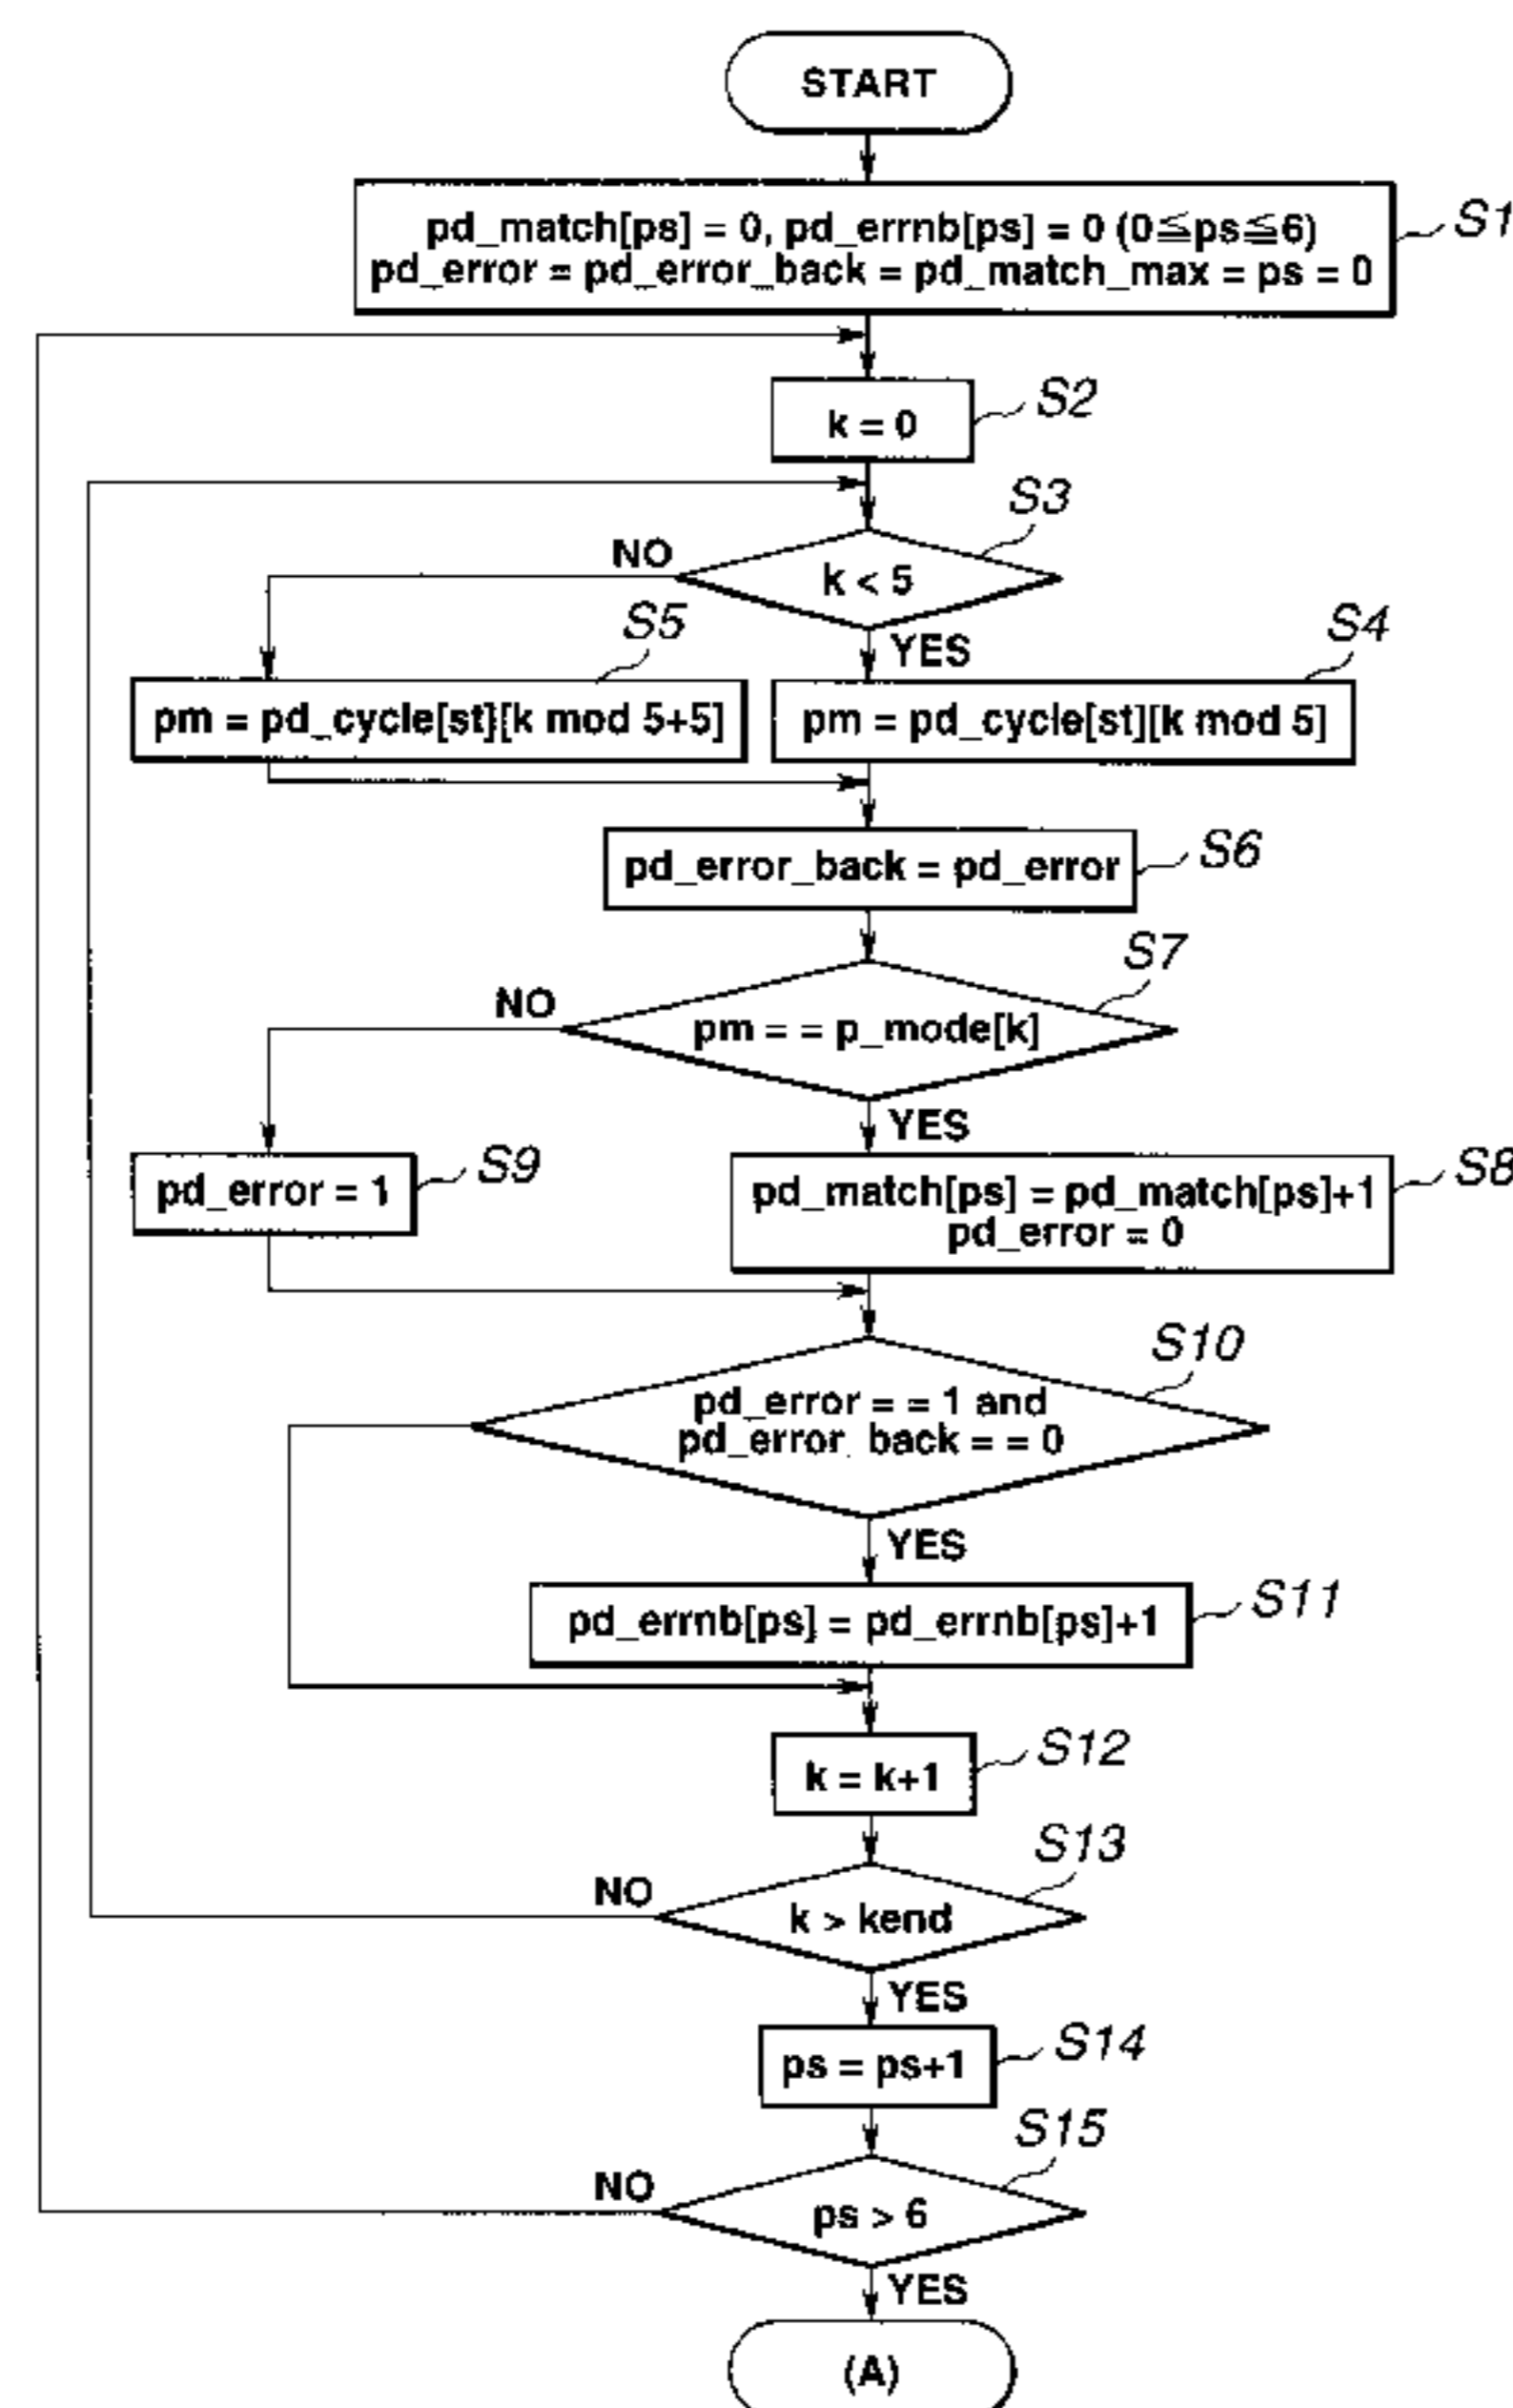 START
pd_match[ps] = 0, pd_errnb[ps] = 0 (0≦ps≦6)
pd_error = pd_error_back = pd_match_max = ps = 0
S1
k = 0
S2
S3
NO
k < 5
YES
S5
S4
pm = pd_cycle[st][k mod 5+5]
pm = pd_cycle[st][k mod 5]
pd_error_back = pd_error
S6
S7
NO
pm = = p_mode[k]
YES
pd_error = 1
S9
pd_match[ps] = pd_match[ps]+1
pd_error = 0
S8
S10
pd_error = = 1 and
pd_error_back = = 0
YES
pd_errnb[ps] = pd_errnb[ps]+1
S11
k = k+1
S12
S13
NO
k > kend
YES
ps = ps+1
S14
S15
NO
ps > 6
YES
(A)